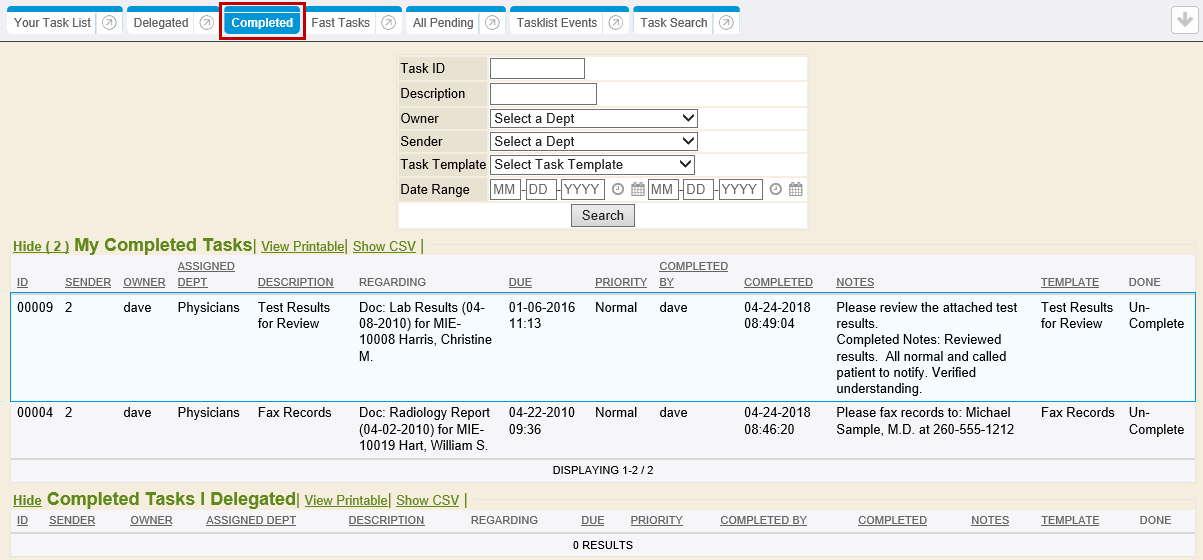 Your Task List Delegated Completed Fast Tasks All Pending Tasklist Events Task Search
Task ID
Description
Owner Select a Dept
Sender Select a Dept
Task Template Select Task Template
Date Range MM-DD-YYYY MM-DD-YYYY
Search
Hide ( 2 ) My Completed Tasks| View Printable| Show CSV |
ID SENDER OWNER ASSIGNED DEPT DESCRIPTION REGARDING DUE PRIORITY COMPLETED BY COMPLETED NOTES TEMPLATE DONE
00009 2 dave Physicians Test Results 
for Review
Doc: Lab Results (04-
08-2010) for MIE-
10008 Harris, Christine
M.
01-06-2016
11:13
Normal dave
04-24-2018
08:49:04
Please review the attached test
results.
Completed Notes: Reviewed
results.  All normal and called
patient to notify. Verified
understanding.
Test Results
for Review
Un-
Complete
00004 2 dave Physicians Fax Records
Doc: Radiology Report
(04-02-2010) for MIE-
10019 Hart, William S.
04-22-2010
09:36
Normal dave
04-24-2018
08:46:20
Please fax records to: Michael
Sample, M.D. at 260-555-1212
Fax Records
Un-
Complete
DISPLAYING 1-2 / 2
Hide Completed Tasks I Delegated| View Printable| Show CSV |
ID SENDER OWNER ASSIGNED DEPT DESCRIPTION REGARDING DUE PRIORITY COMPLETED BY COMPLETED NOTES TEMPLATE DONE
0 RESULTS